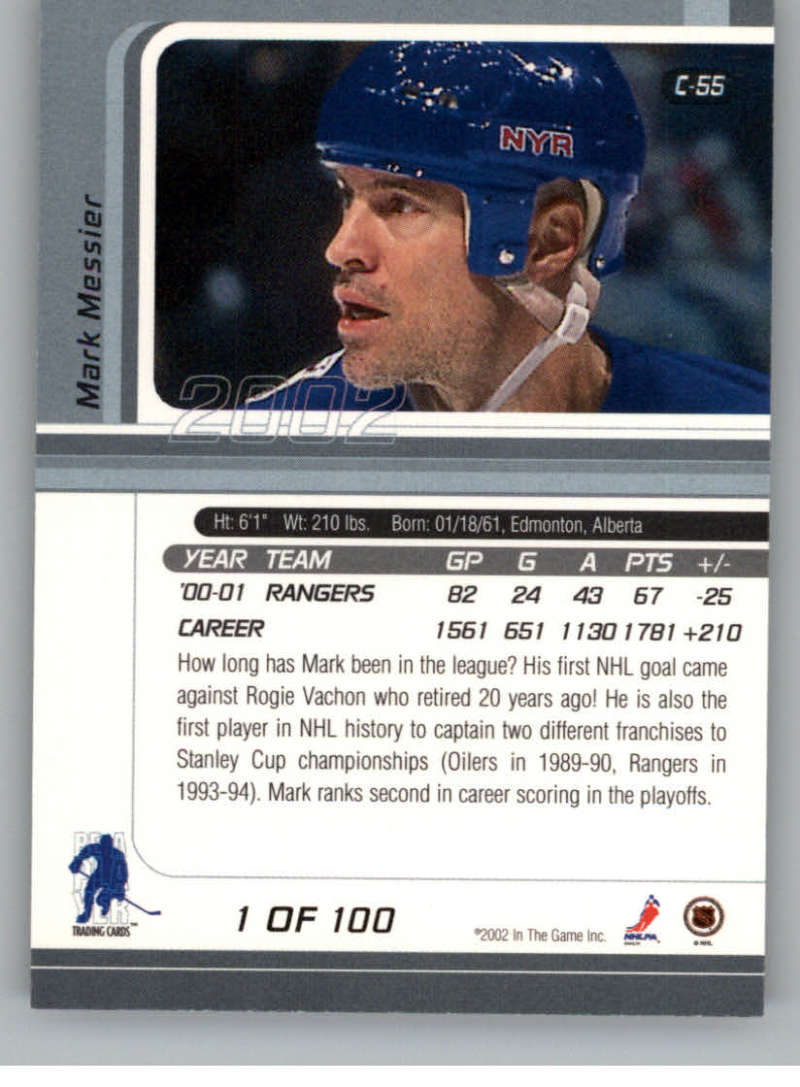 C-55
NYR
Mark Messier
2002
Ht: 6'1" Wt: 210 lbs. Born: 01/18/61, Edmonton, Alberta
YEAR TEAM GP G A PTS +/-
'00-01 RANGERS 82 24 43 67 -25
CAREER 1561 651 1130 1781 +210
How long has Mark been in the league? His first NHL goal came
against Rogie Vachon who retired 20 years ago! He is also the
first player in NHL history to captain two different franchises to
Stanley Cup championships (Oilers in 1989-90, Rangers in
1993-94). Mark ranks second in career scoring in the playoffs.
TRADING CARDS™
1 OF 100
©2002 In The Game Inc.
NHLPA
© NHL